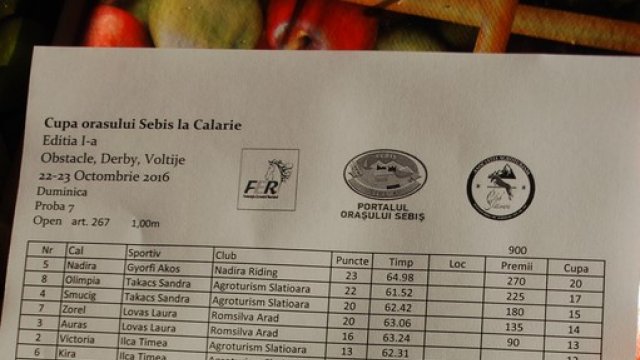 Cupa orasului Sebis la Calarie
Editia I-a
Obstacle, Derby, Voltije
22-23 Octombrie 2016
Duminica
Proba 7
Open art. 267 1,00m
FER
PORTALUL
ORAȘULUI SEBIȘ
900
Nr Cal Sportiv Club Puncte Timp Loc Premii Cupa
5 Nadira Gyorfi Akos Nadira Riding 23 64.98 270 20
8 Olimpia Takacs Sandra Agroturism Slatioara 22 61.52 225 17
4 Smucig Takacs Sandra Agroturism Slatioara 20 62.42 180 15
7 Zorel Lovas Laura Romsilva Arad 20 63.06 135 14
3 Auras Lovas Laura Romsilva Arad 16 63.24 90 13
2 Victoria Ilca Timea Agroturism Slatioara 13 62.31 12
6 Kira Ilca Timea